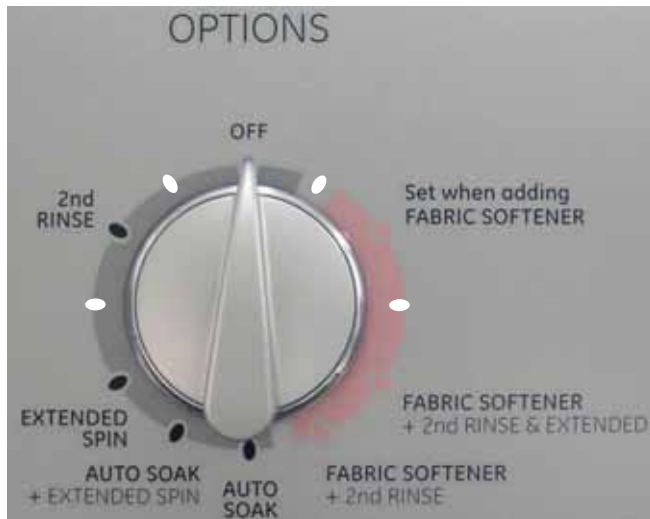 OPTIONS
OFF
2nd
RINSE
Set when adding
FABRIC SOFTENER
EXTENDED
SPIN
FABRIC SOFTENER
+ 2nd RINSE & EXTENDED
AUTO SOAK
+ EXTENDED SPIN
AUTO
SOAK
FABRIC SOFTENER
+ 2nd RINSE